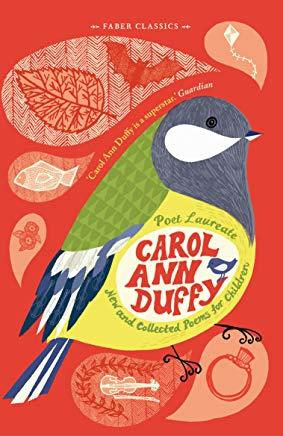 FABER CLASSICS
'Carol Ann Duffy is a superstar.' Guardian
Poet Laureate
CAROL
ANN
DUFFY
New and Collected Poems for Children